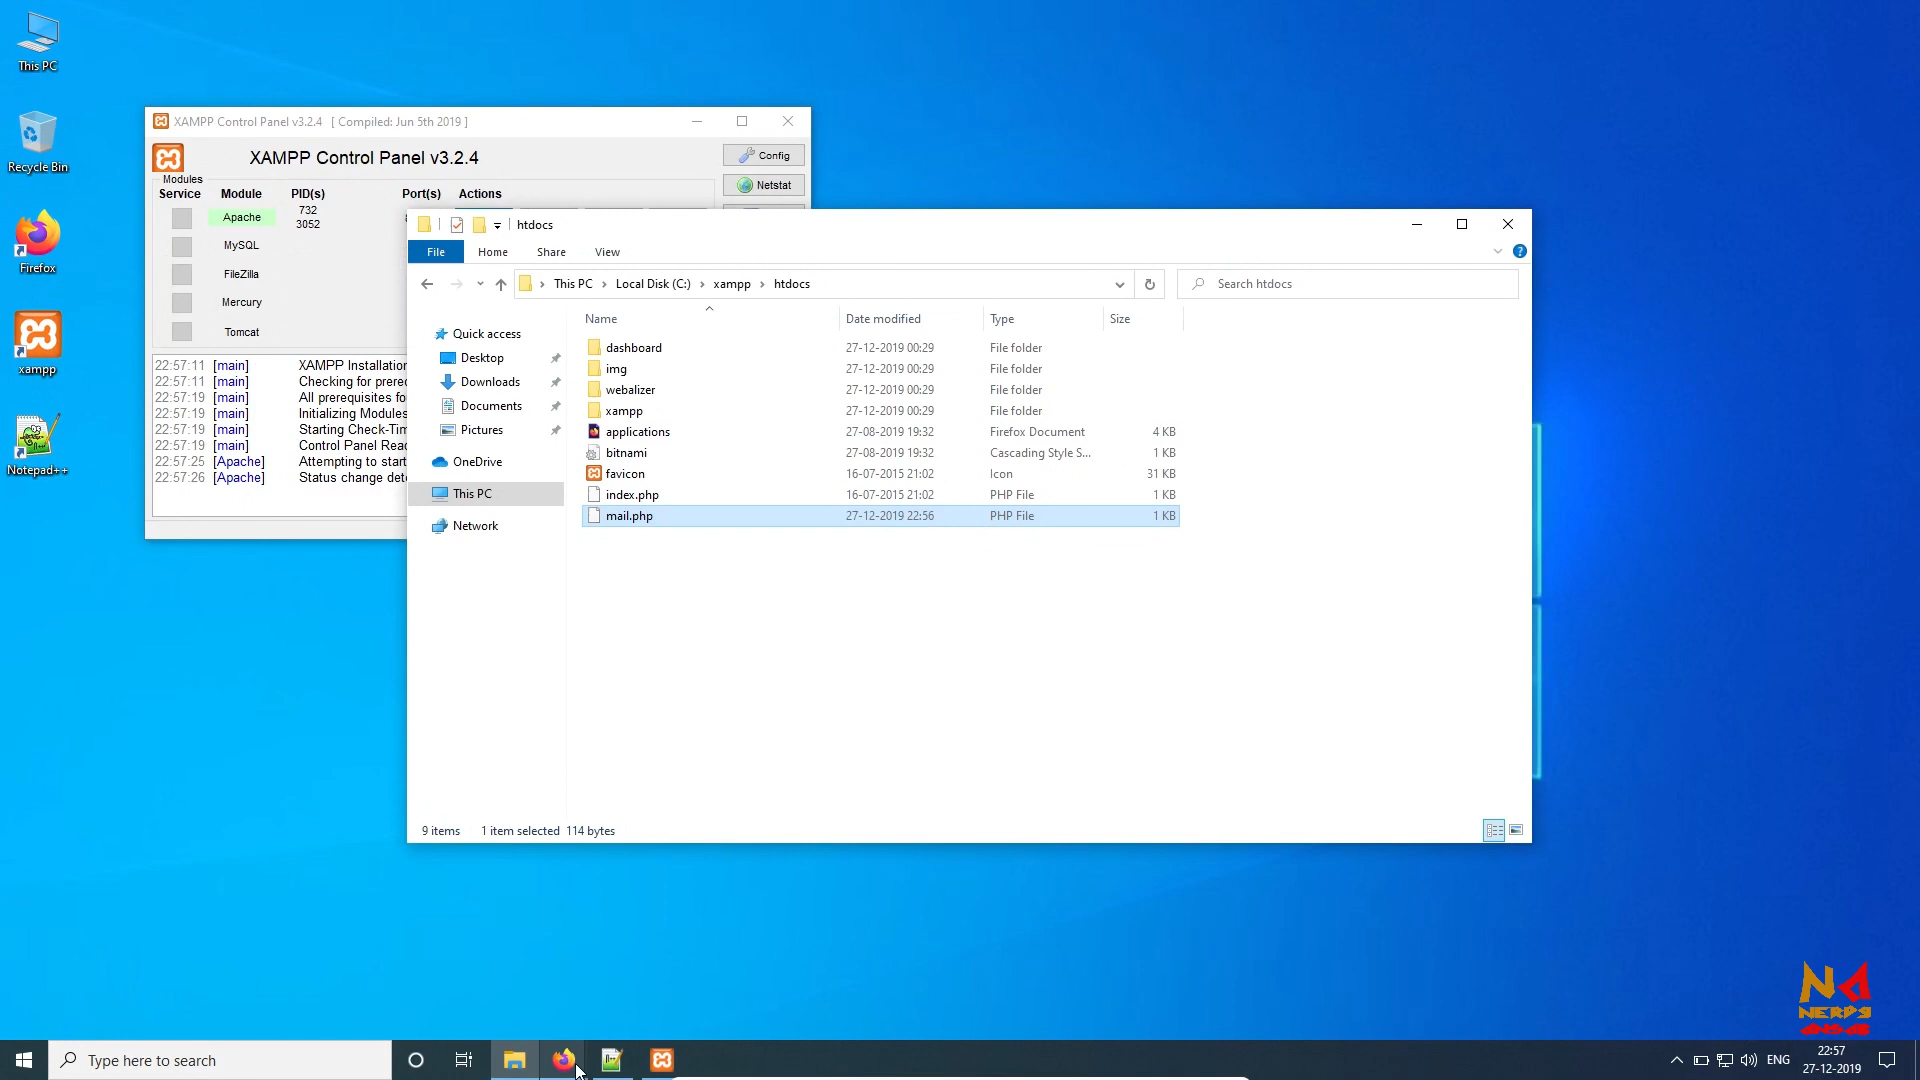 This PC
Recycle Bin
Firefox
xampp
Notepad++
XAMPP Control Panel v3.2.4 [ Compiled: Jun 5th 2019 ]
XAMPP Control Panel v3.2.4
Config
Netstat
Modules
Service Module PID(s) Port(s) Actions
Apache 732
3052
MySQL
FileZilla
Mercury
Tomcat
22:57:11 [main] XAMPP Installation
22:57:11 [main] Checking for prerec
22:57:19 [main] All prerequisites fo
22:57:19 [main] Initializing Modules
22:57:19 [main] Starting Check-Tim
22:57:19 [main] Control Panel Read
22:57:25 [Apache] Attempting to start
22:57:26 [Apache] Status change dete
htdocs
File Home Share View
This PC Local Disk (C:) xampp htdocs
Search htdocs
Quick access
Desktop
Downloads
Documents
Pictures
OneDrive
This PC
Network
Name Date modified Type Size
dashboard 27-12-2019 00:29 File folder
img 27-12-2019 00:29 File folder
webalizer 27-12-2019 00:29 File folder
xampp 27-12-2019 00:29 File folder
applications 27-08-2019 19:32 Firefox Document 4 KB
bitnami 27-08-2019 19:32 Cascading Style S... 1 KB
favicon 16-07-2015 21:02 Icon 31 KB
index.php 16-07-2015 21:02 PHP File 1 KB
mail.php 27-12-2019 22:56 PHP File 1 KB
9 items 1 item selected 114 bytes
Type here to search
ENG
22:57
27-12-2019